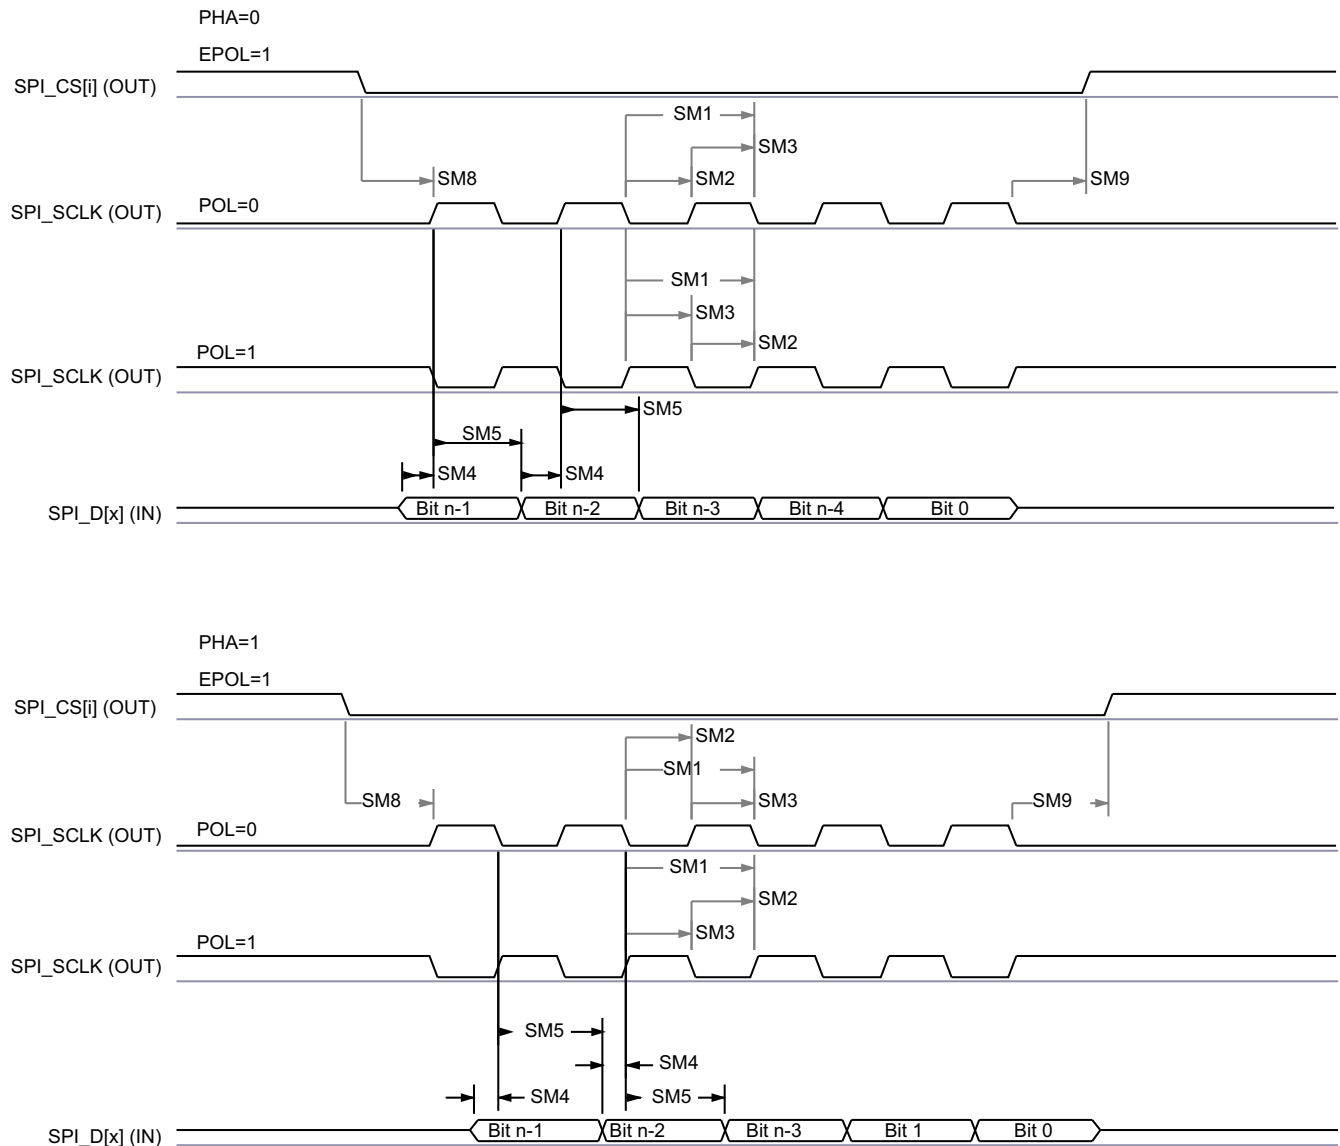 PHA=0
EPOL=1
SPI_CS[i] (OUT)
SM1
SM3
SM8
SM2
SM9
SPI_SCLK (OUT)
POL=0
SM1
SM3
SM2
POL=1
SPI_SCLK (OUT)
SM5
SM5
SM4
SM4
SPI_D[x] (IN)
Bit n-1
Bit n-2
Bit n-3
Bit n-4
Bit 0
PHA=1
EPOL=1
SPI_CS[i] (OUT)
SM2
SM1
SM8
SM3
SM9
SPI_SCLK (OUT)
POL=0
SM1
SM2
SM3
POL=1
SPI_SCLK (OUT)
SM5
SM4
SM4
SM5
SPI_D[x] (IN)
Bit n-1
Bit n-2
Bit n-3
Bit 1
Bit 0